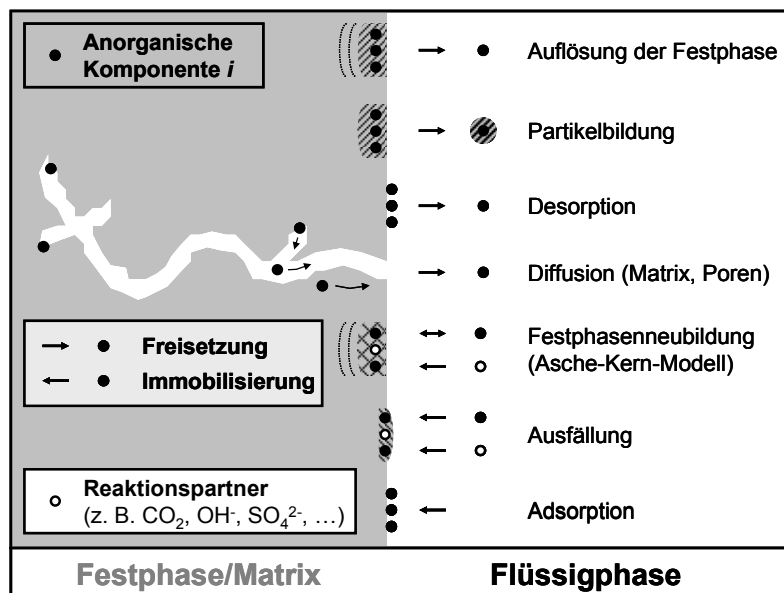 Anorganische
Komponente i
Auflösung der Festphase
Partikelbildung
Desorption
Diffusion (Matrix, Poren)
Freisetzung
Immobilisierung
Festphasenneubildung
(Asche-Kern-Modell)
Ausfällung
Reaktionspartner
(z. B. CO₂, OH⁻, SO₄²⁻, …)
Adsorption
Festphase/Matrix
Flüssigphase